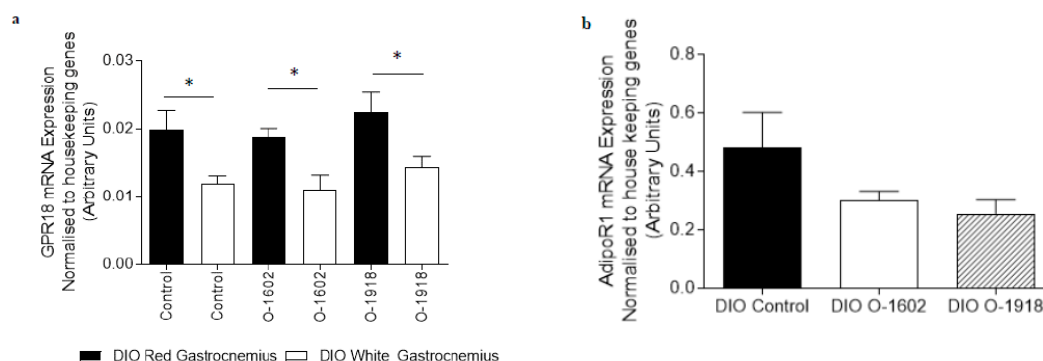 a
GPR18 mRNA Expression
Normalised to housekeeping genes
(Arbitrary Units)
0.03
0.02
0.01
0.00
*
*
*
Control
Control
O-1602
O-1602
O-1918
O-1918
DIO Red Gastrocnemius
DIO White Gastrocnemius
b
AdipoR1 mRNA Expression
Normalised to house keeping genes
(Arbitrary Units)
0.8
0.6
0.4
0.2
0.0
DIO Control
DIO O-1602
DIO O-1918